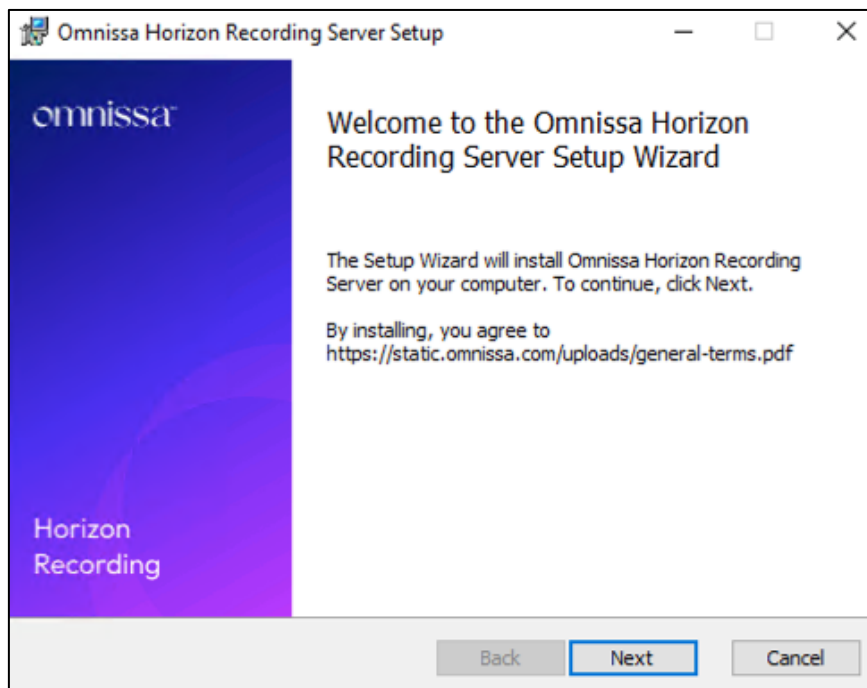 Omnissa Horizon Recording Server Setup
omnissa™
Welcome to the Omnissa Horizon
Recording Server Setup Wizard
The Setup Wizard will install Omnissa Horizon Recording
Server on your computer. To continue, click Next.
By installing, you agree to
https://static.omnissa.com/uploads/general-terms.pdf
Horizon
Recording
Back
Next
Cancel